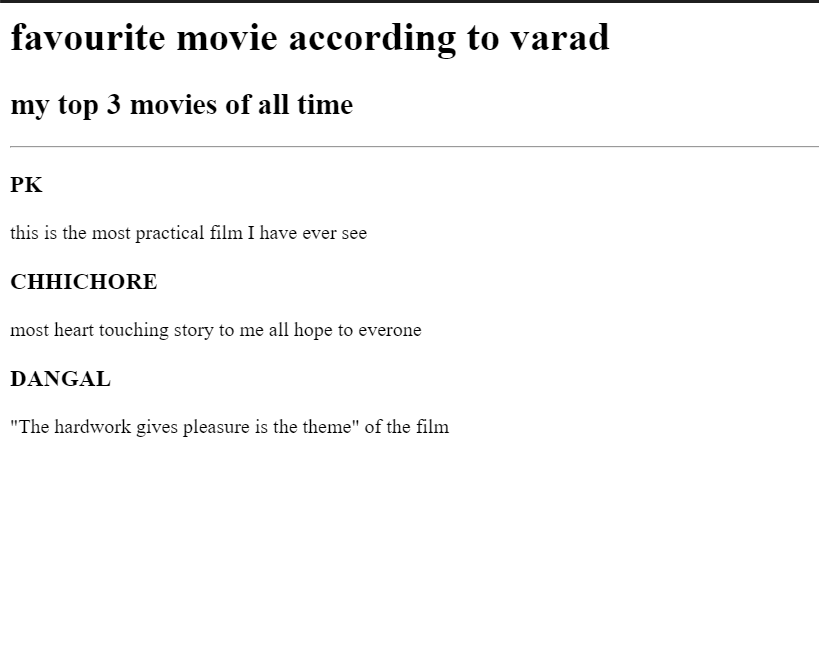 favourite movie according to varad
my top 3 movies of all time
PK
this is the most practical film I have ever see
CHHICHORE
most heart touching story to me all hope to everone
DANGAL
"The hardwork gives pleasure is the theme" of the film